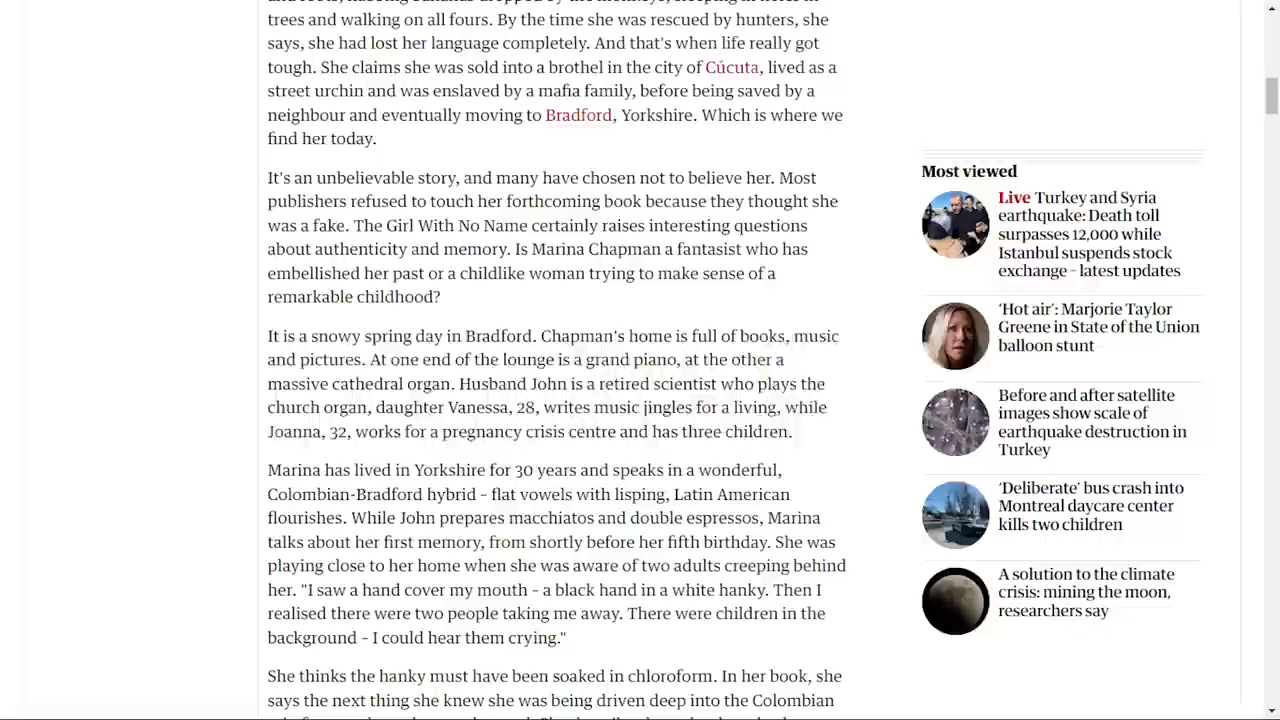 trees and walking on all fours. By the time she was rescued by hunters, she
says, she had lost her language completely. And that's when life really got
tough. She claims she was sold into a brothel in the city of Cúcuta, lived as a
street urchin and was enslaved by a mafia family, before being saved by a
neighbour and eventually moving to Bradford, Yorkshire. Which is where we
find her today.
It's an unbelievable story, and many have chosen not to believe her. Most
publishers refused to touch her forthcoming book because they thought she
was a fake. The Girl With No Name certainly raises interesting questions
about authenticity and memory. Is Marina Chapman a fantasist who has
embellished her past or a childlike woman trying to make sense of a
remarkable childhood?
It is a snowy spring day in Bradford. Chapman's home is full of books, music
and pictures. At one end of the lounge is a grand piano, at the other a
massive cathedral organ. Husband John is a retired scientist who plays the
church organ, daughter Vanessa, 28, writes music jingles for a living, while
Joanna, 32, works for a pregnancy crisis centre and has three children.
Marina has lived in Yorkshire for 30 years and speaks in a wonderful,
Colombian-Bradford hybrid – flat vowels with lisping, Latin American
flourishes. While John prepares macchiatos and double espressos, Marina
talks about her first memory, from shortly before her fifth birthday. She was
playing close to her home when she was aware of two adults creeping behind
her. "I saw a hand cover my mouth – a black hand in a white hanky. Then I
realised there were two people taking me away. There were children in the
background – I could hear them crying."
She thinks the hanky must have been soaked in chloroform. In her book, she
says the next thing she knew she was being driven deep into the Colombian
Most viewed
Live Turkey and Syria
earthquake: Death toll
surpasses 12,000 while
Istanbul suspends stock
exchange – latest updates
‘Hot air’: Marjorie Taylor
Greene in State of the Union
balloon stunt
Before and after satellite
images show scale of
earthquake destruction in
Turkey
‘Deliberate’ bus crash into
Montreal daycare center
kills two children
A solution to the climate
crisis: mining the moon,
researchers say